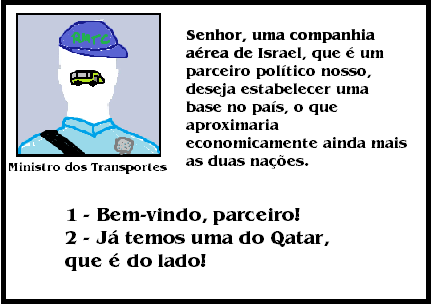 RMTC
Senhor, uma companhia
aérea de Israel, que é um
parceiro político nosso,
deseja estabelecer uma
base no país, o que
aproximaria
economicamente ainda mais
as duas nações.
Ministro dos Transportes
1 - Bem-vindo, parceiro!
2 - Já temos uma do Qatar,
que é do lado!